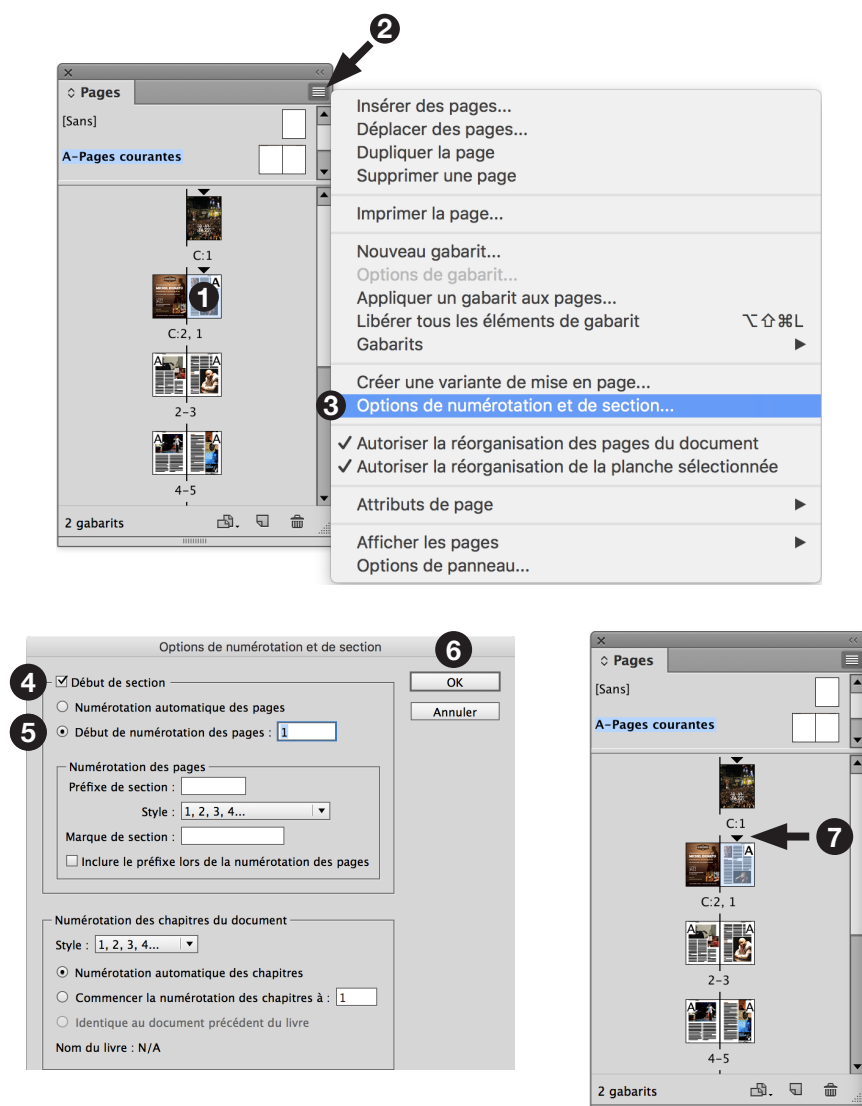 2
Pages
[Sans]
A-Pages courantes
C:1
1
A
C:2, 1
A
A
2-3
A
A
4-5
2 gabarits
Insérer des pages...
Déplacer des pages...
Dupliquer la page
Supprimer une page
Imprimer la page...
Nouveau gabarit...
Options de gabarit...
Appliquer un gabarit aux pages...
Libérer tous les éléments de gabarit ⌥⇧⌘L
Gabarits
Créer une variante de mise en page...
3 Options de numérotation et de section...
✓ Autoriser la réorganisation des pages du document
✓ Autoriser la réorganisation de la planche sélectionnée
Attributs de page
Afficher les pages
Options de panneau...
Options de numérotation et de section
6
4 Début de section
OK
Numérotation automatique des pages
Annuler
5 Début de numérotation des pages : 1
Numérotation des pages
Préfixe de section :
Style : 1, 2, 3, 4...
Marque de section :
Inclure le préfixe lors de la numérotation des pages
Numérotation des chapitres du document
Style : 1, 2, 3, 4...
Numérotation automatique des chapitres
Commencer la numérotation des chapitres à : 1
Identique au document précédent du livre
Nom du livre : N/A
Pages
[Sans]
A-Pages courantes
C:1
7
A
C:2, 1
A
A
2-3
A
A
4-5
2 gabarits